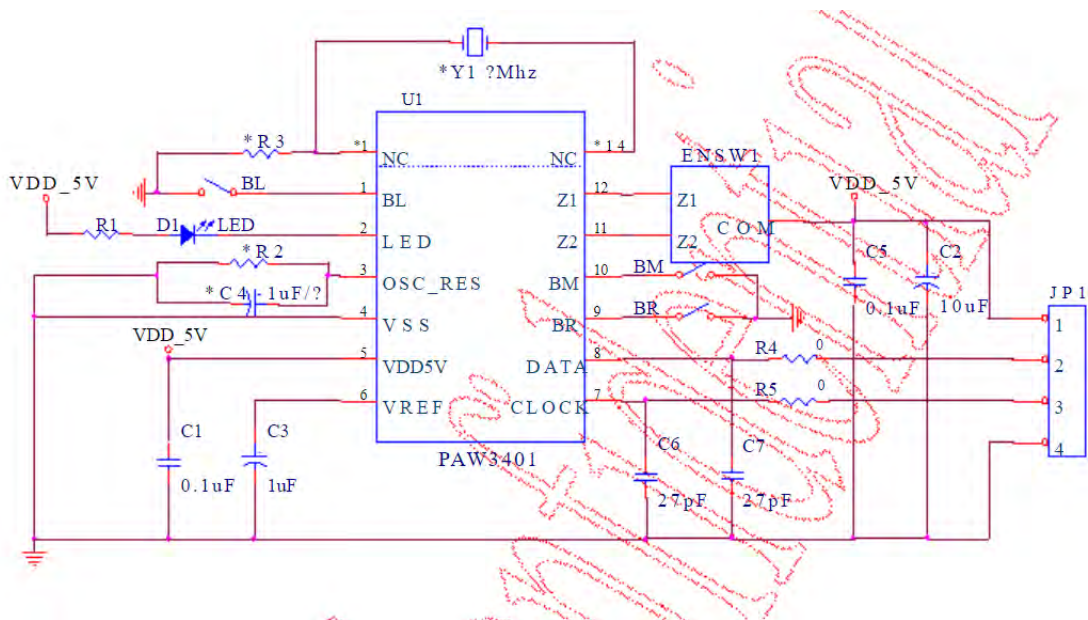 *Y1 ?Mhz
U1
*R3
*1
NC
NC
*14
ENSW1
VDD_5V
BL
1
BL
Z1
12
Z1
VDD_5V
R1
D1
LED
2
LED
Z2
11
Z2
COM
*R2
C5
C2
3
OSC_RES
BM
10
BM
*C4
1uF/?
0.1uF
10uF
JP1
4
VSS
BR
9
BR
1
VDD_5V
R4
0
5
VDD5V
DATA
8
2
R5
0
6
VREF
CLOCK
7
3
C1
C3
C6
C7
4
PAW3401
0.1uF
1uF
27pF
27pF